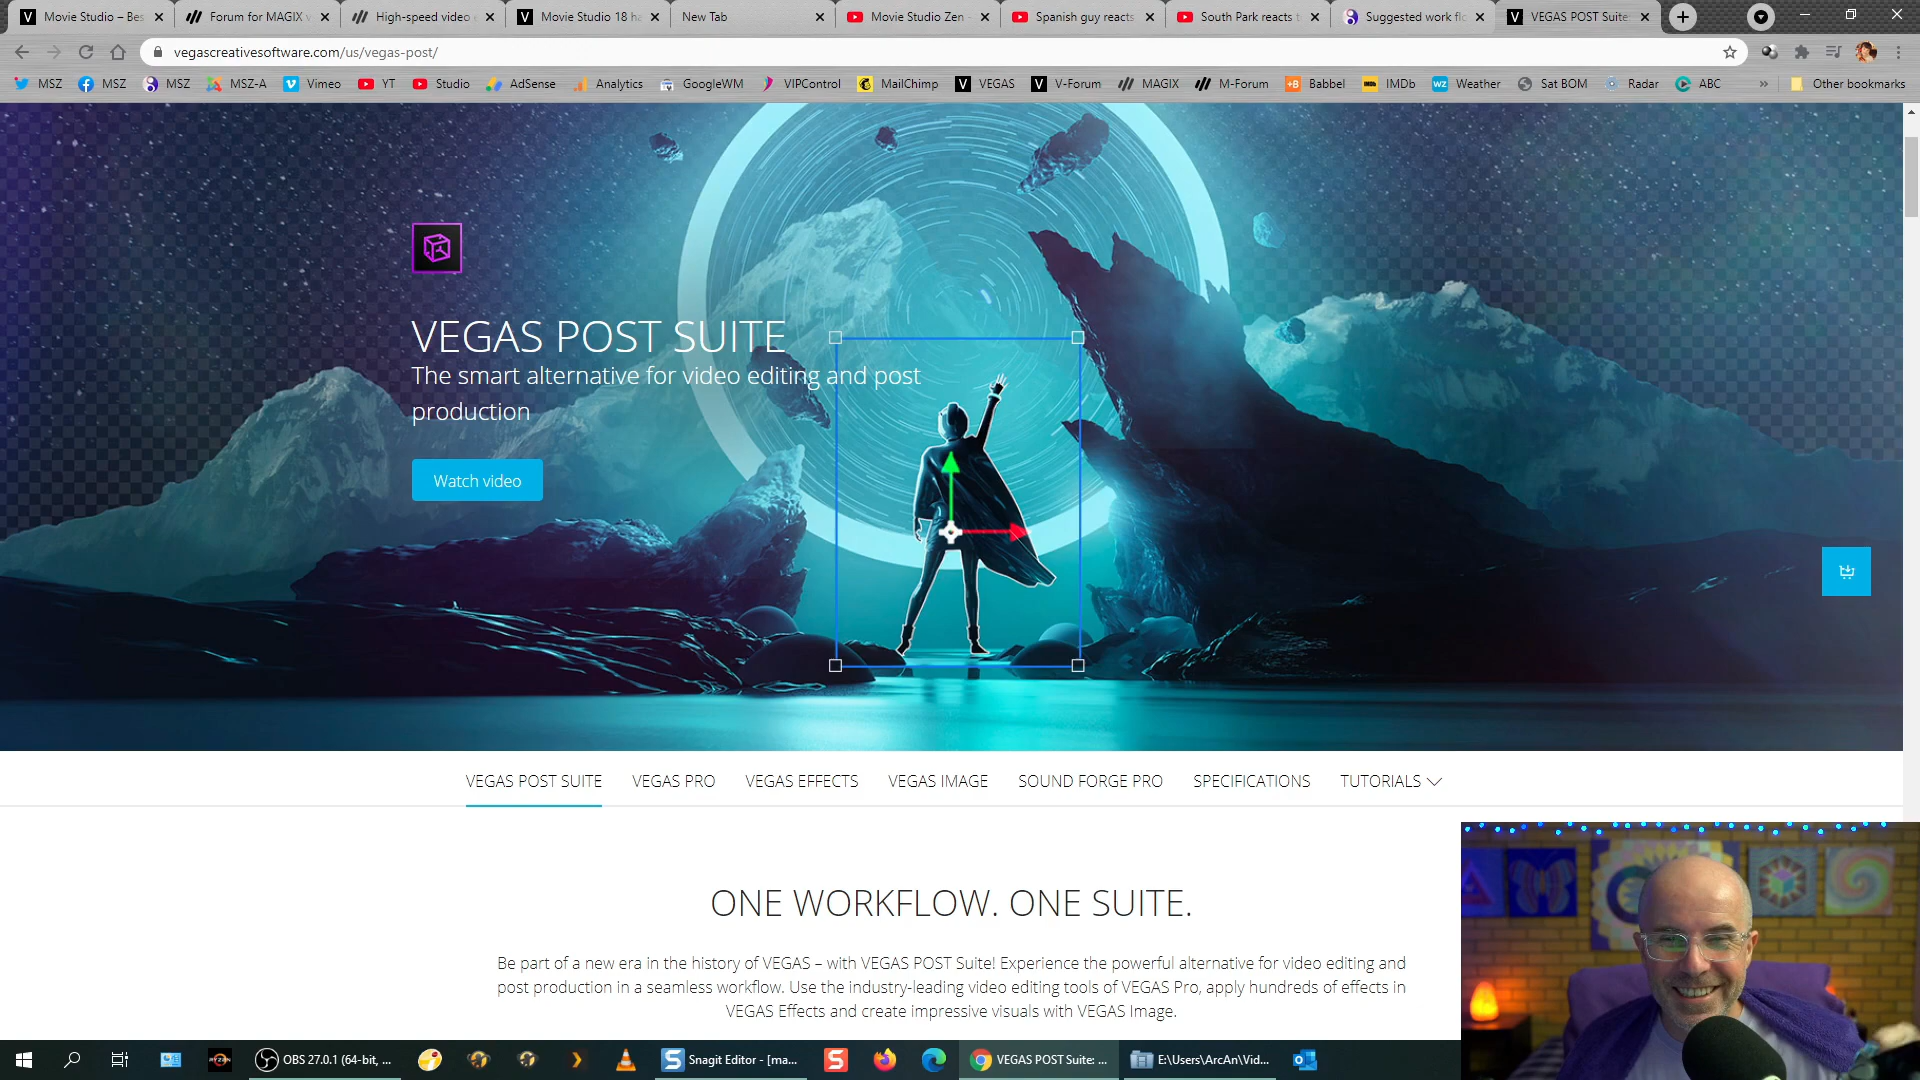 Movie Studio – Bes
Forum for MAGIX v
High-speed video e
Movie Studio 18 ha
New Tab
Movie Studio Zen -
Spanish guy reacts
South Park reacts t
Suggested work flo
VEGAS POST Suite
vegascreativesoftware.com/us/vegas-post/
MSZ
MSZ
MSZ
MSZ-A
Vimeo
YT
Studio
AdSense
Analytics
GoogleWM
VIPControl
MailChimp
VEGAS
V-Forum
MAGIX
M-Forum
Babbel
IMDb
Weather
Sat BOM
Radar
ABC
Other bookmarks
VEGAS POST SUITE
The smart alternative for video editing and post
production
Watch video
VEGAS POST SUITE
VEGAS PRO
VEGAS EFFECTS
VEGAS IMAGE
SOUND FORGE PRO
SPECIFICATIONS
TUTORIALS
ONE WORKFLOW. ONE SUITE.
Be part of a new era in the history of VEGAS – with VEGAS POST Suite! Experience the powerful alternative for video editing and
post production in a seamless workflow. Use the industry-leading video editing tools of VEGAS Pro, apply hundreds of effects in
VEGAS Effects and create impressive visuals with VEGAS Image.
OBS 27.0.1 (64-bit, ...
Snagit Editor - [ma...
VEGAS POST Suite: ...
E:\Users\ArcAn\Vid...